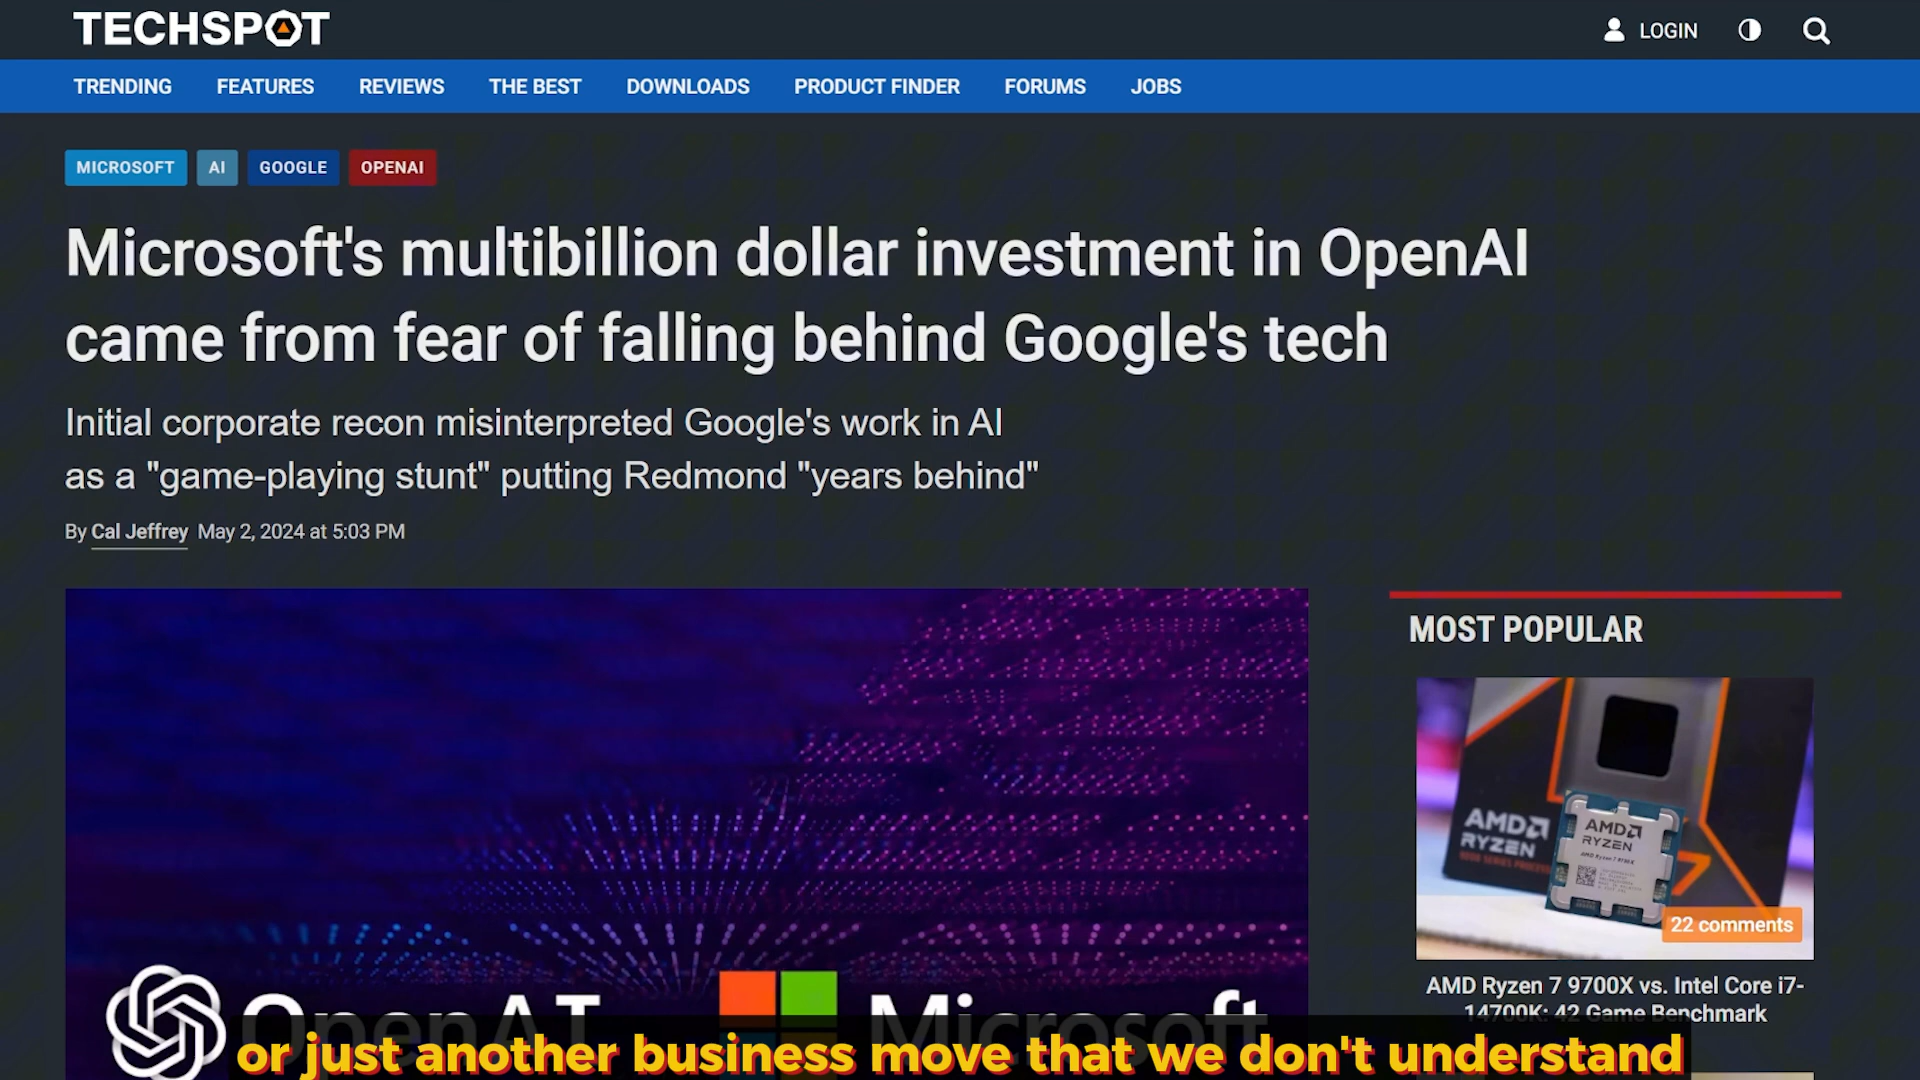 TECHSPOT
LOGIN
TRENDING FEATURES REVIEWS THE BEST DOWNLOADS PRODUCT FINDER FORUMS JOBS
MICROSOFT AI GOOGLE OPENAI
Microsoft's multibillion dollar investment in OpenAI
came from fear of falling behind Google's tech
Initial corporate recon misinterpreted Google's work in AI
as a "game-playing stunt" putting Redmond "years behind"
By Cal Jeffrey May 2, 2024 at 5:03 PM
MOST POPULAR
AMD
RYZEN
AMD
RYZEN
7
22 comments
AMD Ryzen 7 9700X vs. Intel Core i7-
14700K: 42 Game Benchmark
OpenAI Microsoft
or just another business move that we don't understand